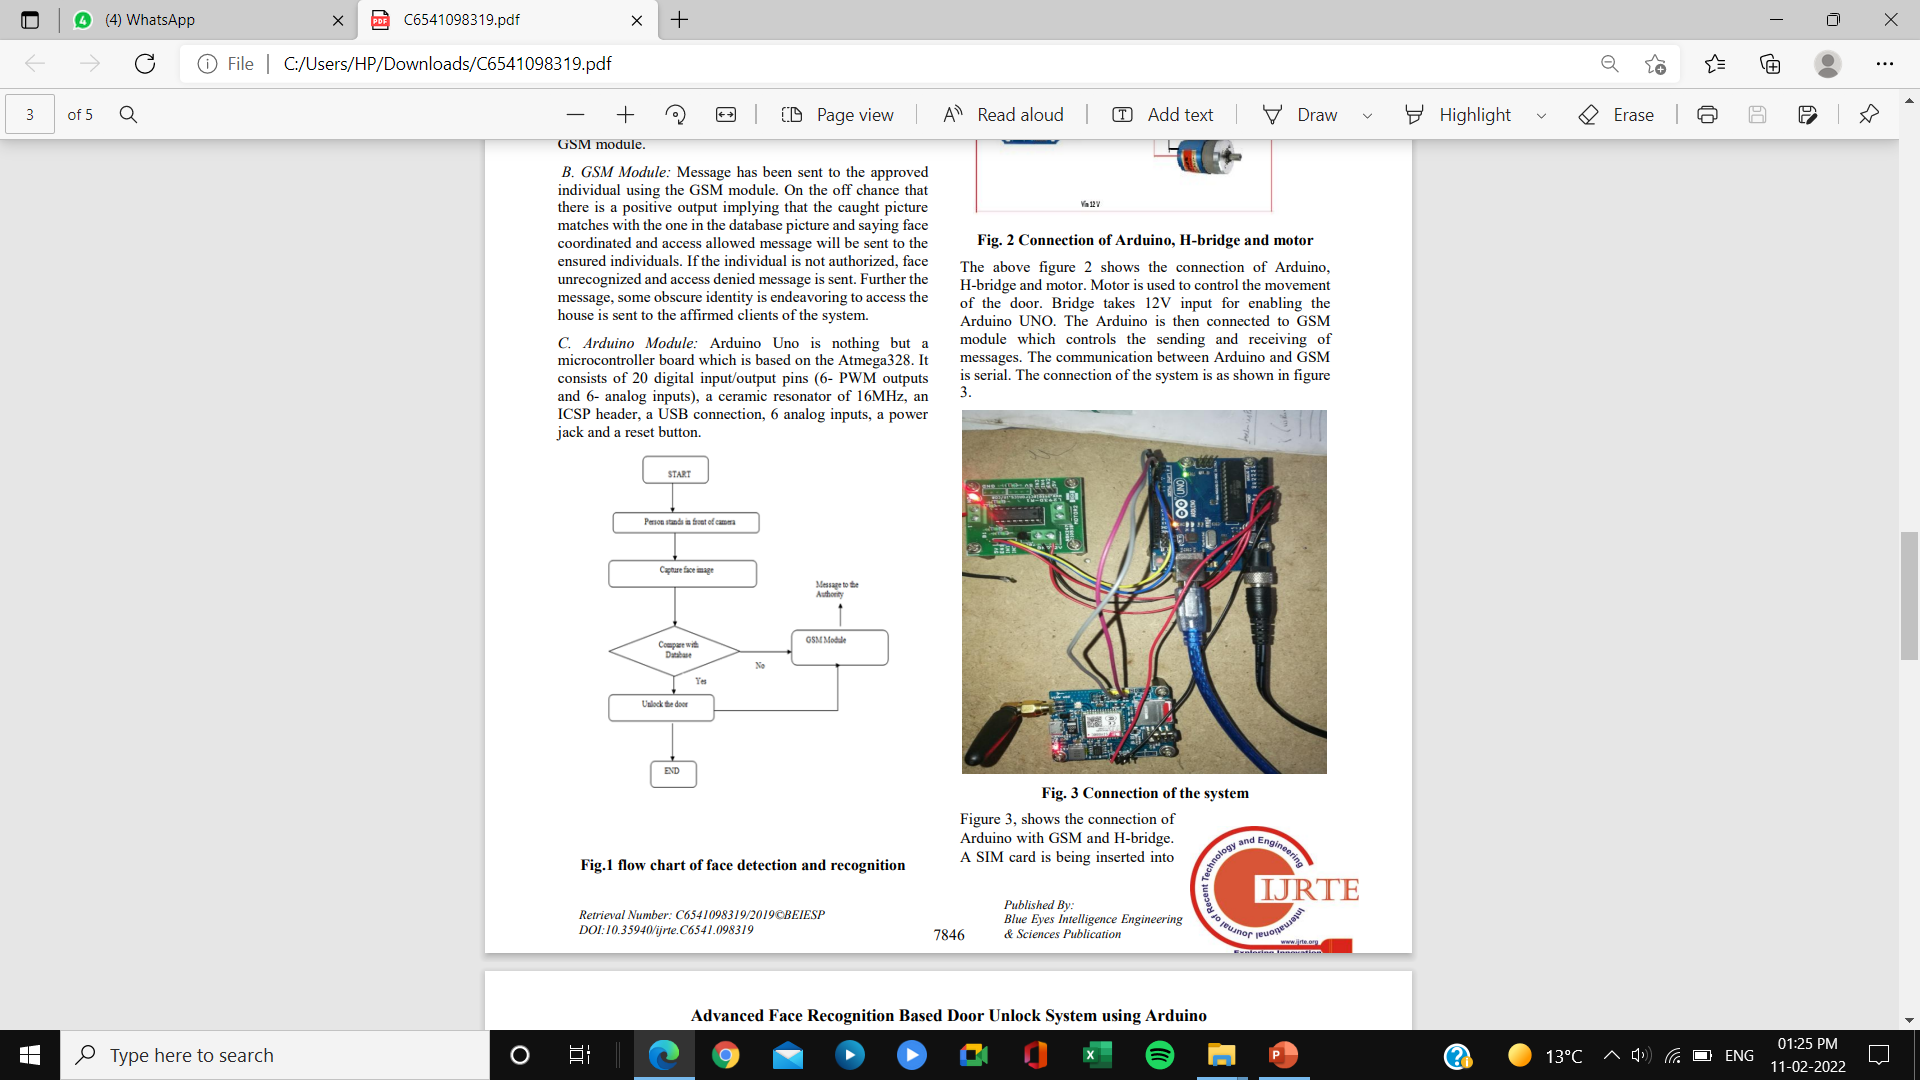 (4) WhatsApp
C6541098319.pdf
File
C:/Users/HP/Downloads/C6541098319.pdf
3
of 5
Page view
Read aloud
Add text
Draw
Highlight
Erase
GSM module.
B. GSM Module: Message has been sent to the approved
individual using the GSM module. On the off chance that
there is a positive output implying that the caught picture
matches with the one in the database picture and saying face
coordinated and access allowed message will be sent to the
ensured individuals. If the individual is not authorized, face
unrecognized and access denied message is sent. Further the
message, some obscure identity is endeavoring to access the
house is sent to the affirmed clients of the system.
C. Arduino Module: Arduino Uno is nothing but a
microcontroller board which is based on the Atmega328. It
consists of 20 digital input/output pins (6- PWM outputs
and 6- analog inputs), a ceramic resonator of 16MHz, an
ICSP header, a USB connection, 6 analog inputs, a power
jack and a reset button.
START
Person stands in front of camera
Capture face image
Message to the
Authority
Compare with
Database
GSM Module
No
Yes
Unlock the door
END
Fig.1 flow chart of face detection and recognition
Vin 12 V
Fig. 2 Connection of Arduino, H-bridge and motor
The above figure 2 shows the connection of Arduino,
H-bridge and motor. Motor is used to control the movement
of the door. Bridge takes 12V input for enabling the
Arduino UNO. The Arduino is then connected to GSM
module which controls the sending and receiving of
messages. The communication between Arduino and GSM
is serial. The connection of the system is as shown in figure
3.
UNO
ARDUINO
Fig. 3 Connection of the system
Figure 3, shows the connection of
Arduino with GSM and H-bridge.
A SIM card is being inserted into
International Journal of Recent Technology and Engineering
IJRTE
www.ijrte.org
Exploring Innovation
Retrieval Number: C6541098319/2019©BEIESP
DOI:10.35940/ijrte.C6541.098319
7846
Published By:
Blue Eyes Intelligence Engineering
& Sciences Publication
Advanced Face Recognition Based Door Unlock System using Arduino
Type here to search
13°C
ENG
01:25 PM
11-02-2022